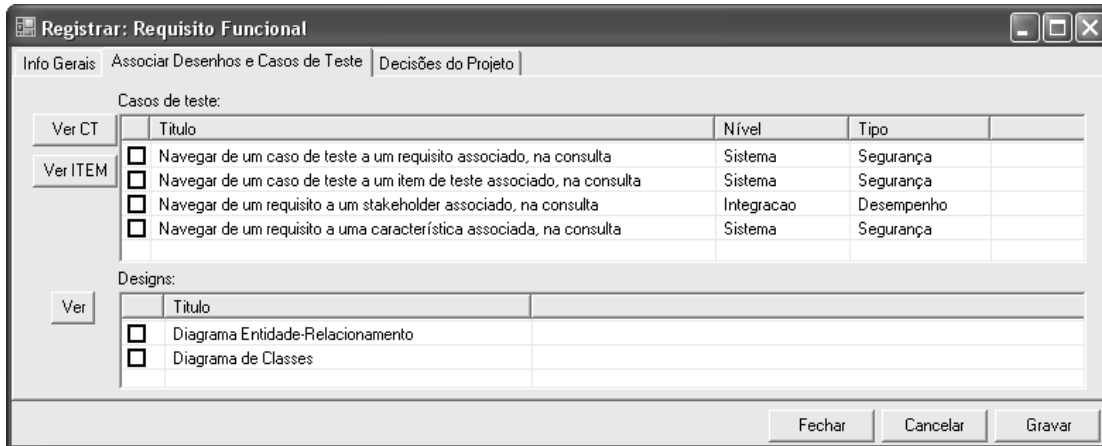 Registrar: Requisito Funcional
Info Gerais Associar Desenhos e Casos de Teste Decisões do Projeto
Casos de teste:
Ver CT
Ver ITEM
Titulo Nível Tipo
Navegar de um caso de teste a um requisito associado, na consulta Sistema Segurança
Navegar de um caso de teste a um item de teste associado, na consulta Sistema Segurança
Navegar de um requisito a um stakeholder associado, na consulta Integracao Desempenho
Navegar de um requisito a uma característica associada, na consulta Sistema Segurança
Designs:
Ver
Titulo
Diagrama Entidade-Relacionamento
Diagrama de Classes
Fechar Cancelar Gravar